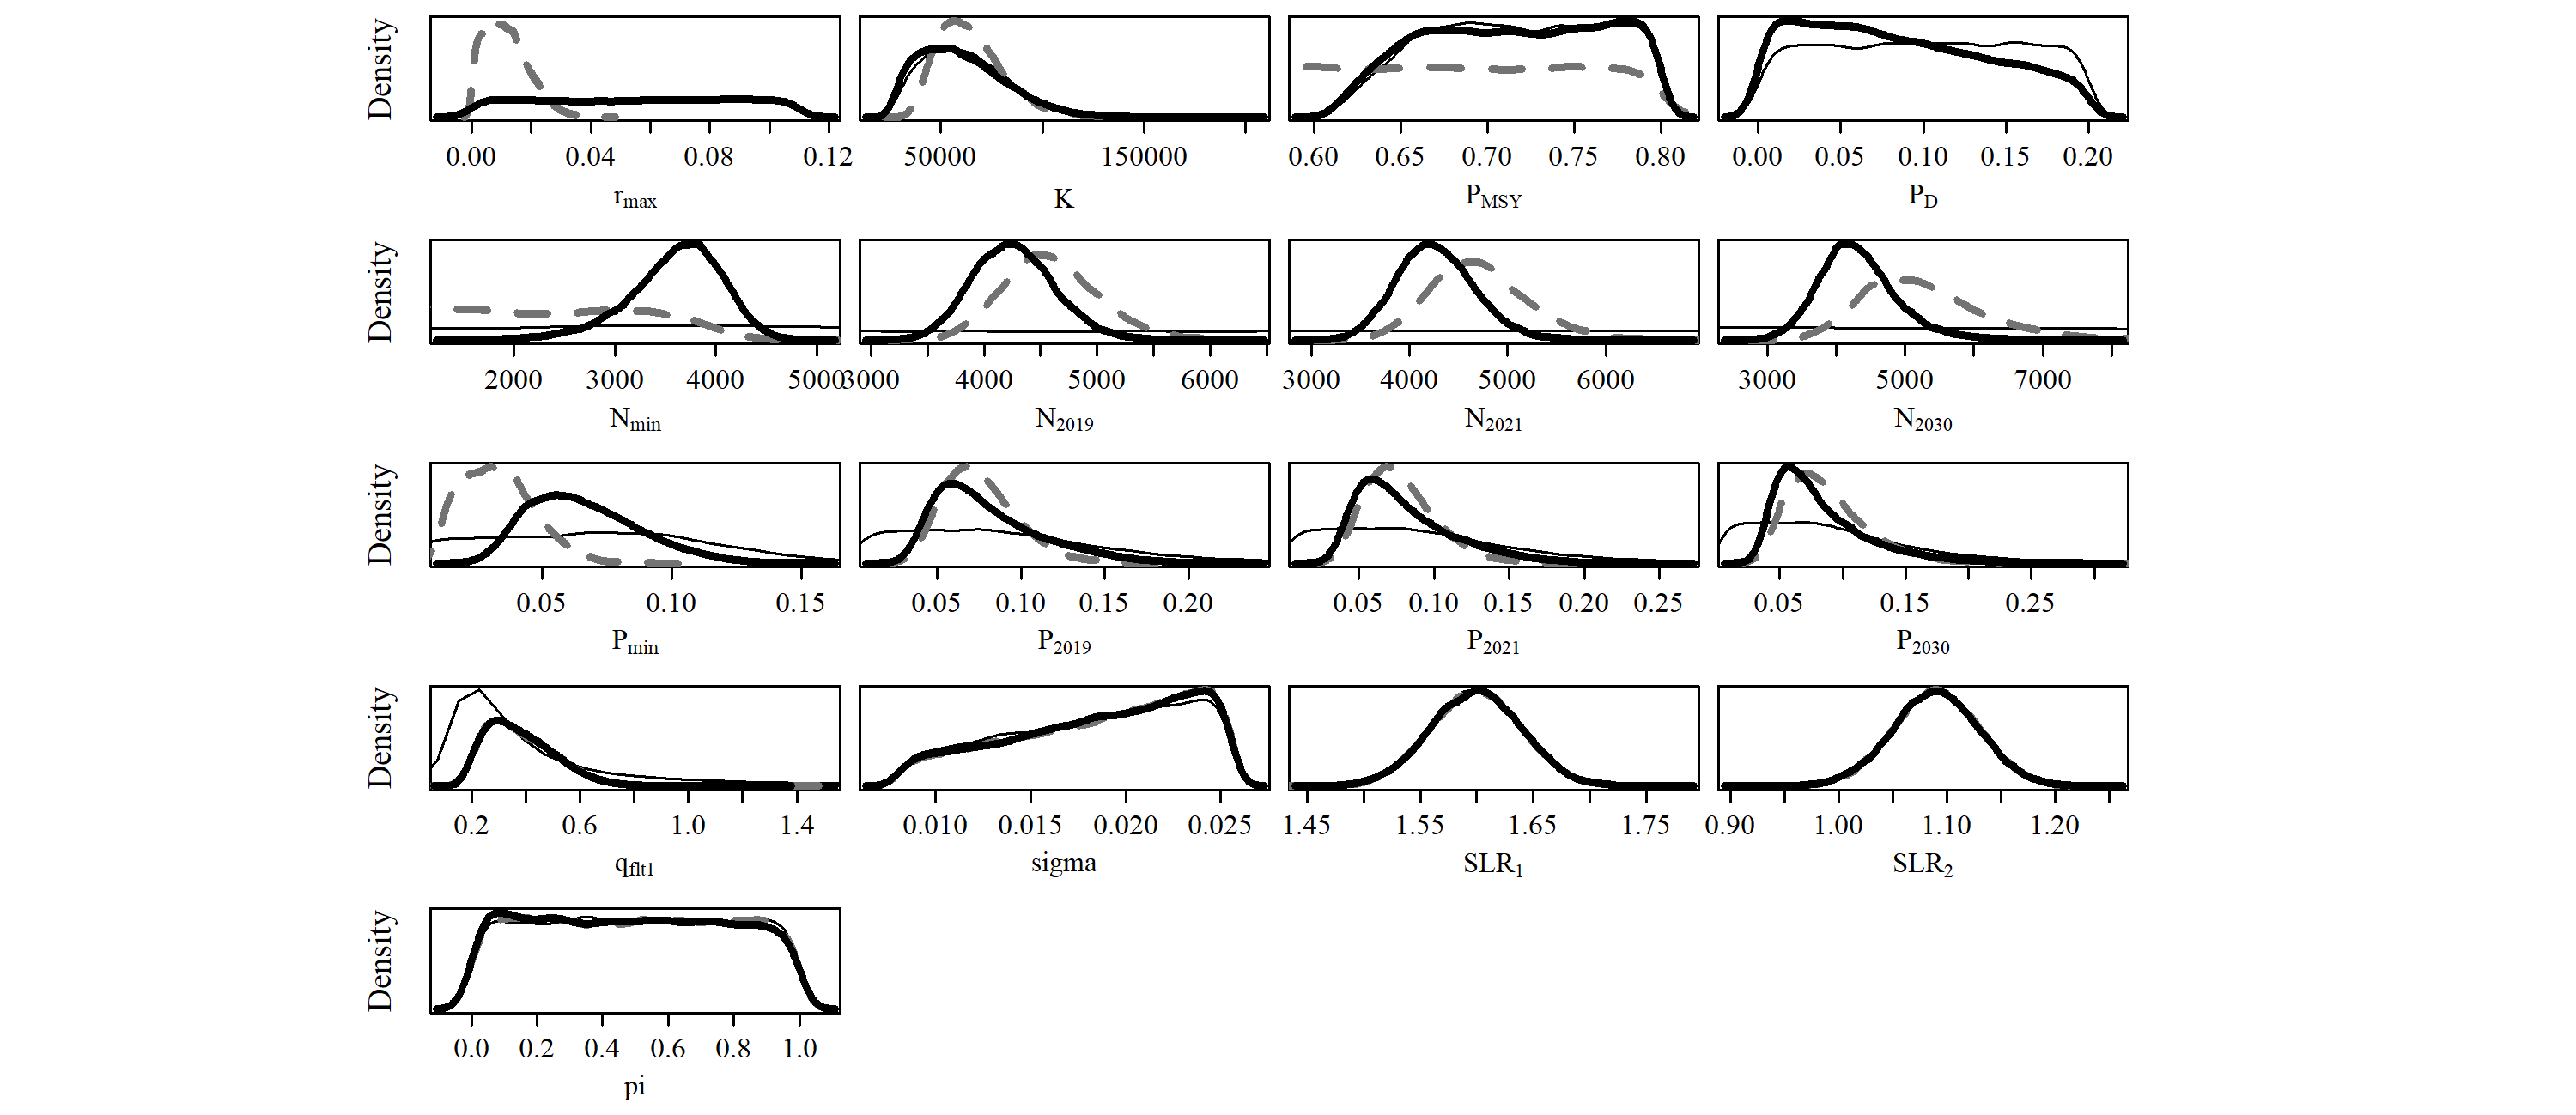 Density
0.00 0.04 0.08 0.12 50000 150000 0.60 0.65 0.70 0.75 0.80 0.00 0.05 0.10 0.15 0.20
rmax K PMSY PD
Density
2000 3000 4000 5000 3000 4000 5000 6000 3000 4000 5000 6000 3000 5000 7000
Nmin N2019 N2021 N2030
Density
0.05 0.10 0.15 0.05 0.10 0.15 0.20 0.05 0.10 0.15 0.20 0.25 0.05 0.15 0.25
Pmin P2019 P2021 P2030
Density
0.2 0.6 1.0 1.4 0.010 0.015 0.020 0.025 1.45 1.55 1.65 1.75 0.90 1.00 1.10 1.20
qflt1 sigma SLR1 SLR2
Density
0.0 0.2 0.4 0.6 0.8 1.0
pi